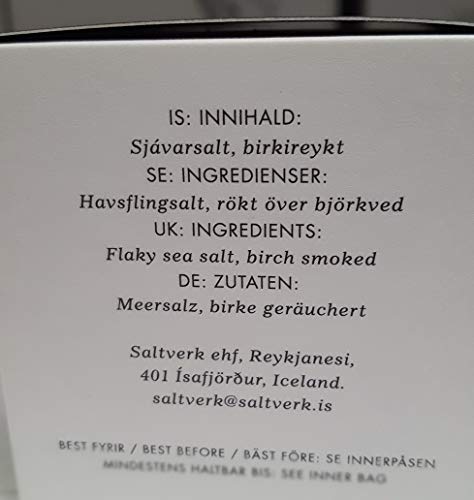 IS: INNIHALD:
Sjávarsalt, birkireykt
SE: INGREDIENSER:
Havsflingsalt, rökt över björkved
UK: INGREDIENTS:
Flaky sea salt, birch smoked
DE: ZUTATEN:
Meersalz, birke geräuchert
Saltverk ehf, Reykjanesi,
401 Ísafjörður, Iceland.
saltverk@saltverk.is
BEST FYRIR / BEST BEFORE / BÄST FÖRE: SE INNERPÅSEN
MINDESTENS HALTBAR BIS: SEE INNER BAG